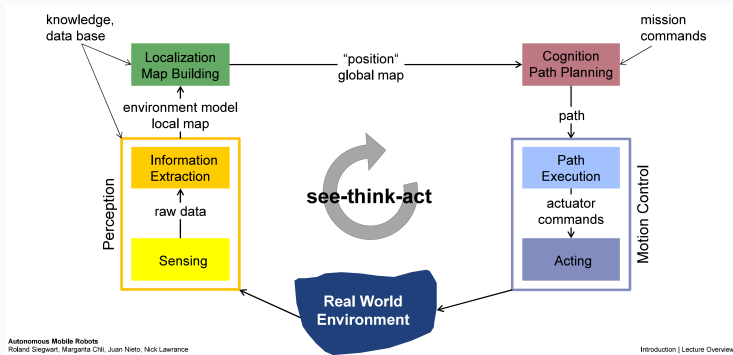 knowledge,
data base
mission
commands
Localization
Map Building
“position“
global map
Cognition
Path Planning
environment model
local map
path
Perception
Information
Extraction
raw data
Sensing
see-think-act
Path
Execution
actuator
commands
Acting
Motion Control
Real World
Environment
Autonomous Mobile Robots
Roland Siegwart, Margarita Chli, Juan Nieto, Nick Lawrance
Introduction | Lecture Overview